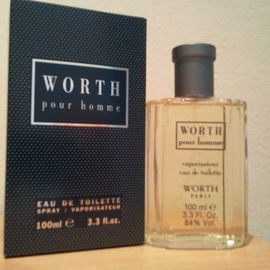 WORTH
pour homme
EAU DE TOILETTE
SPRAY / VAPORISATEUR
100ml e 3.3 fl.oz.
WORTH
pour homme
vaporisateur
eau de toilette
WORTH
PARIS
100 ml e
3.3 Fl. Oz.
84% Vol.